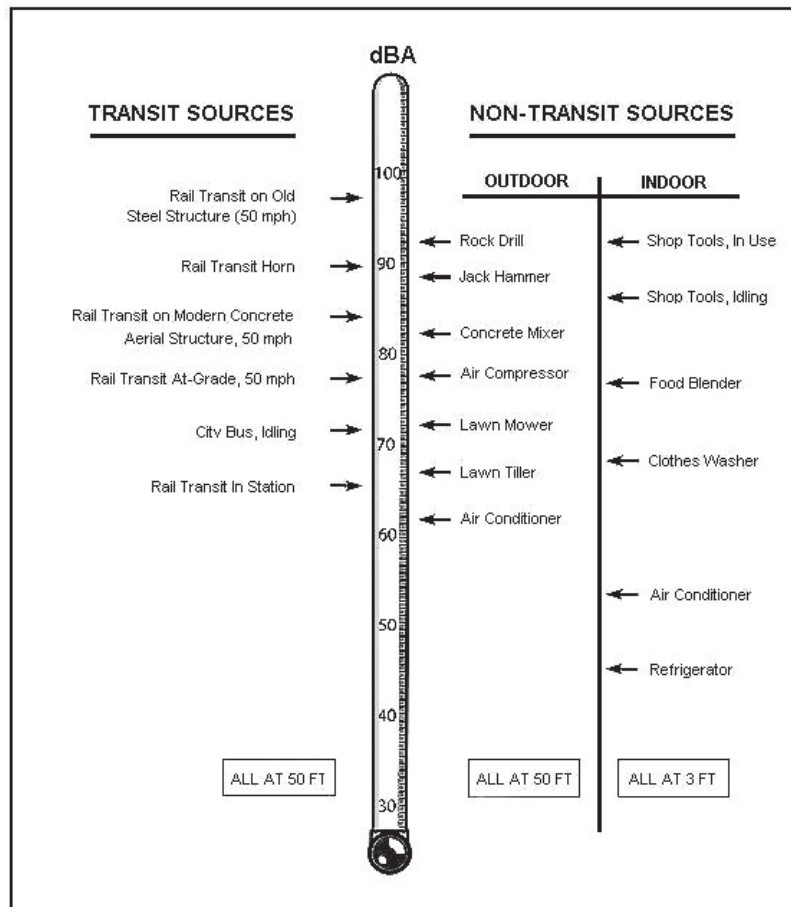 dBA
TRANSIT SOURCES
Rail Transit on Old
Steel Structure (50 mph)
Rail Transit Horn
Rail Transit on Modern Concrete
Aerial Structure, 50 mph
Rail Transit At-Grade, 50 mph
City Bus, Idling
Rail Transit In Station
ALL AT 50 FT
100
90
80
70
60
50
40
30
NON-TRANSIT SOURCES
OUTDOOR
Rock Drill
Jack Hammer
Concrete Mixer
Air Compressor
Lawn Mower
Lawn Tiller
Air Conditioner
ALL AT 50 FT
INDOOR
Shop Tools, In Use
Shop Tools, Idling
Food Blender
Clothes Washer
Air Conditioner
Refrigerator
ALL AT 3 FT